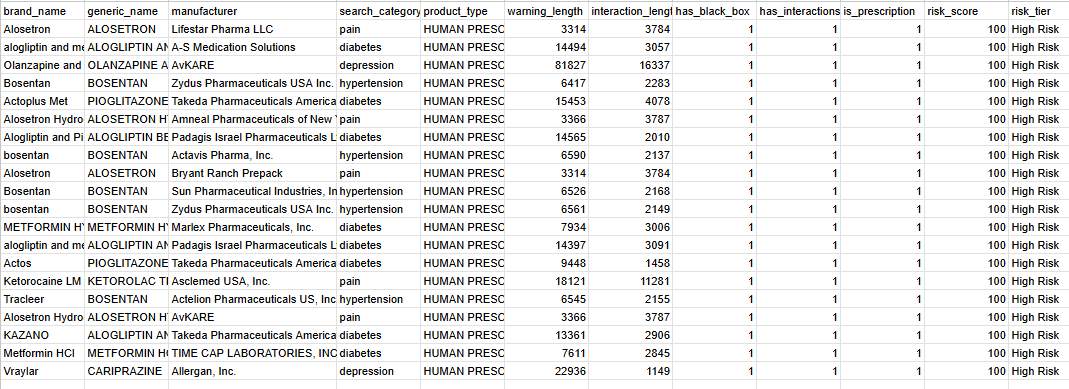 brand_name generic_name manufacturer search_category product_type warning_length interaction_lengt has_black_box has_interactions is_prescription risk_score risk_tier
Alosetron ALOSETRON Lifestar Pharma LLC pain HUMAN PRESC 3314 3784 1 1 1 100 High Risk
alogliptin and me ALOGLIPTIN AN A-S Medication Solutions diabetes HUMAN PRESC 14494 3057 1 1 1 100 High Risk
Olanzapine and OLANZAPINE A AvKARE depression HUMAN PRESC 81827 16337 1 1 1 100 High Risk
Bosentan BOSENTAN Zydus Pharmaceuticals USA Inc. hypertension HUMAN PRESC 6417 2283 1 1 1 100 High Risk
Actoplus Met PIOGLITAZONE Takeda Pharmaceuticals America diabetes HUMAN PRESC 15453 4078 1 1 1 100 High Risk
Alosetron Hydro ALOSETRON H Amneal Pharmaceuticals of New pain HUMAN PRESC 3366 3787 1 1 1 100 High Risk
Alogliptin and Pi ALOGLIPTIN BE Padagis Israel Pharmaceuticals L diabetes HUMAN PRESC 14565 2010 1 1 1 100 High Risk
bosentan BOSENTAN Actavis Pharma, Inc. hypertension HUMAN PRESC 6590 2137 1 1 1 100 High Risk
Alosetron ALOSETRON Bryant Ranch Prepack pain HUMAN PRESC 3314 3784 1 1 1 100 High Risk
Bosentan BOSENTAN Sun Pharmaceutical Industries, In hypertension HUMAN PRESC 6526 2168 1 1 1 100 High Risk
bosentan BOSENTAN Zydus Pharmaceuticals USA Inc. hypertension HUMAN PRESC 6561 2149 1 1 1 100 High Risk
METFORMIN HY METFORMIN H Marlex Pharmaceuticals, Inc. diabetes HUMAN PRESC 7934 3006 1 1 1 100 High Risk
alogliptin and me ALOGLIPTIN AN Padagis Israel Pharmaceuticals L diabetes HUMAN PRESC 14397 3091 1 1 1 100 High Risk
Actos PIOGLITAZONE Takeda Pharmaceuticals America diabetes HUMAN PRESC 9448 1458 1 1 1 100 High Risk
Ketorocaine LM KETOROLAC TI Asclemed USA, Inc. pain HUMAN PRESC 18121 11281 1 1 1 100 High Risk
Tracleer BOSENTAN Actelion Pharmaceuticals US, Inc hypertension HUMAN PRESC 6545 2155 1 1 1 100 High Risk
Alosetron Hydro ALOSETRON H AvKARE pain HUMAN PRESC 3366 3787 1 1 1 100 High Risk
KAZANO ALOGLIPTIN AN Takeda Pharmaceuticals America diabetes HUMAN PRESC 13361 2906 1 1 1 100 High Risk
Metformin HCl METFORMIN H TIME CAP LABORATORIES, INC diabetes HUMAN PRESC 7611 2845 1 1 1 100 High Risk
Vraylar CARIPRAZINE Allergan, Inc. depression HUMAN PRESC 22936 1149 1 1 1 100 High Risk